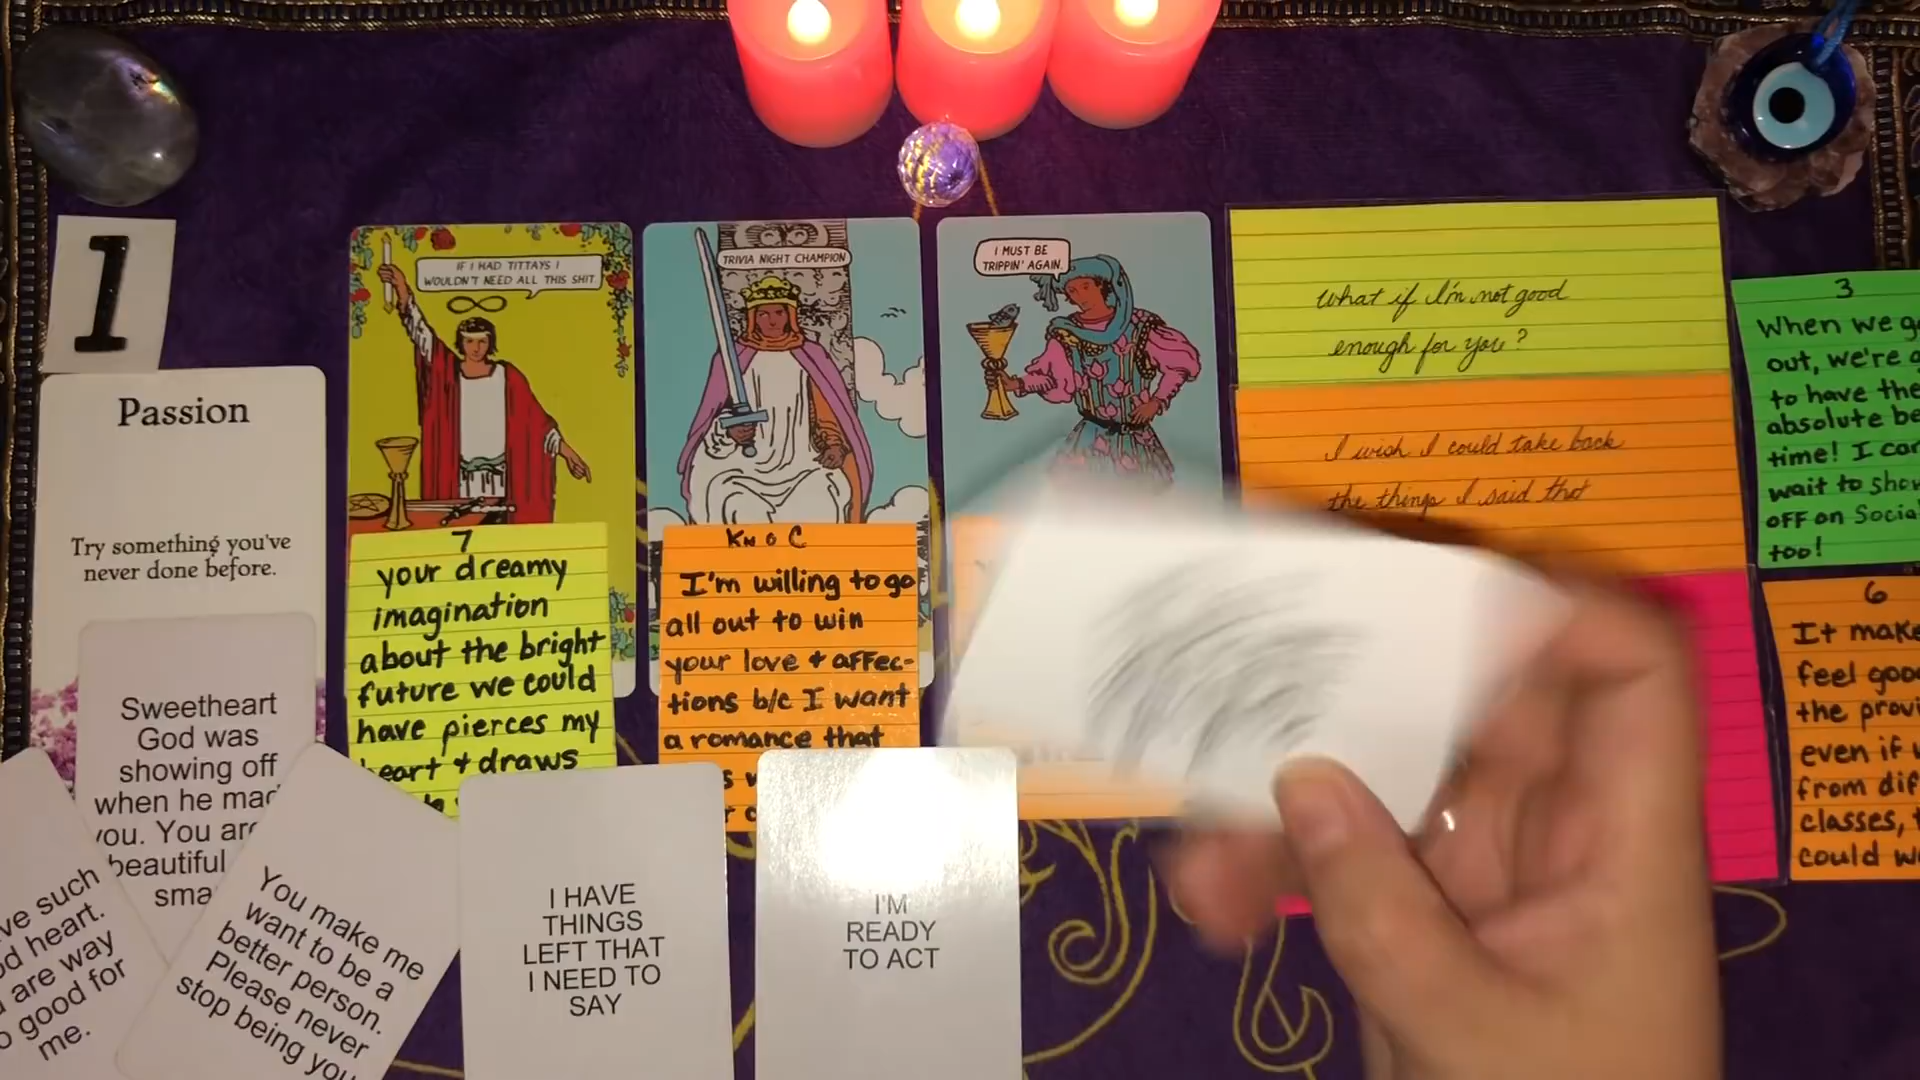 1
Passion
Try something you've
never done before.
Sweetheart
God was
showing off
when he mad
you. You are
beautiful
sma
ve such
d heart.
are way
good for
me.
You make me
want to be a
better person.
Please never
stop being you
IF I HAD TITTAYS I
WOULDN'T NEED ALL THIS SHIT
TRIVIA NIGHT CHAMPION
I MUST BE
TRIPPIN' AGAIN.
7
your dreamy
imagination
about the bright
future we could
have pierces my
heart + draws
KN o C
I'm willing to go
all out to win
your love + affec-
tions b/c I want
a romance that
I HAVE
THINGS
LEFT THAT
I NEED TO
SAY
I'M
READY
TO ACT
What if I'm not good
enough for you?
I wish I could take back
the things I said that
3
When we go
out, we're
to have the
absolute be
time! I can
wait to show
off on Social
too!
6
It make
feel good
the provi
even if
from dif
classes,
could